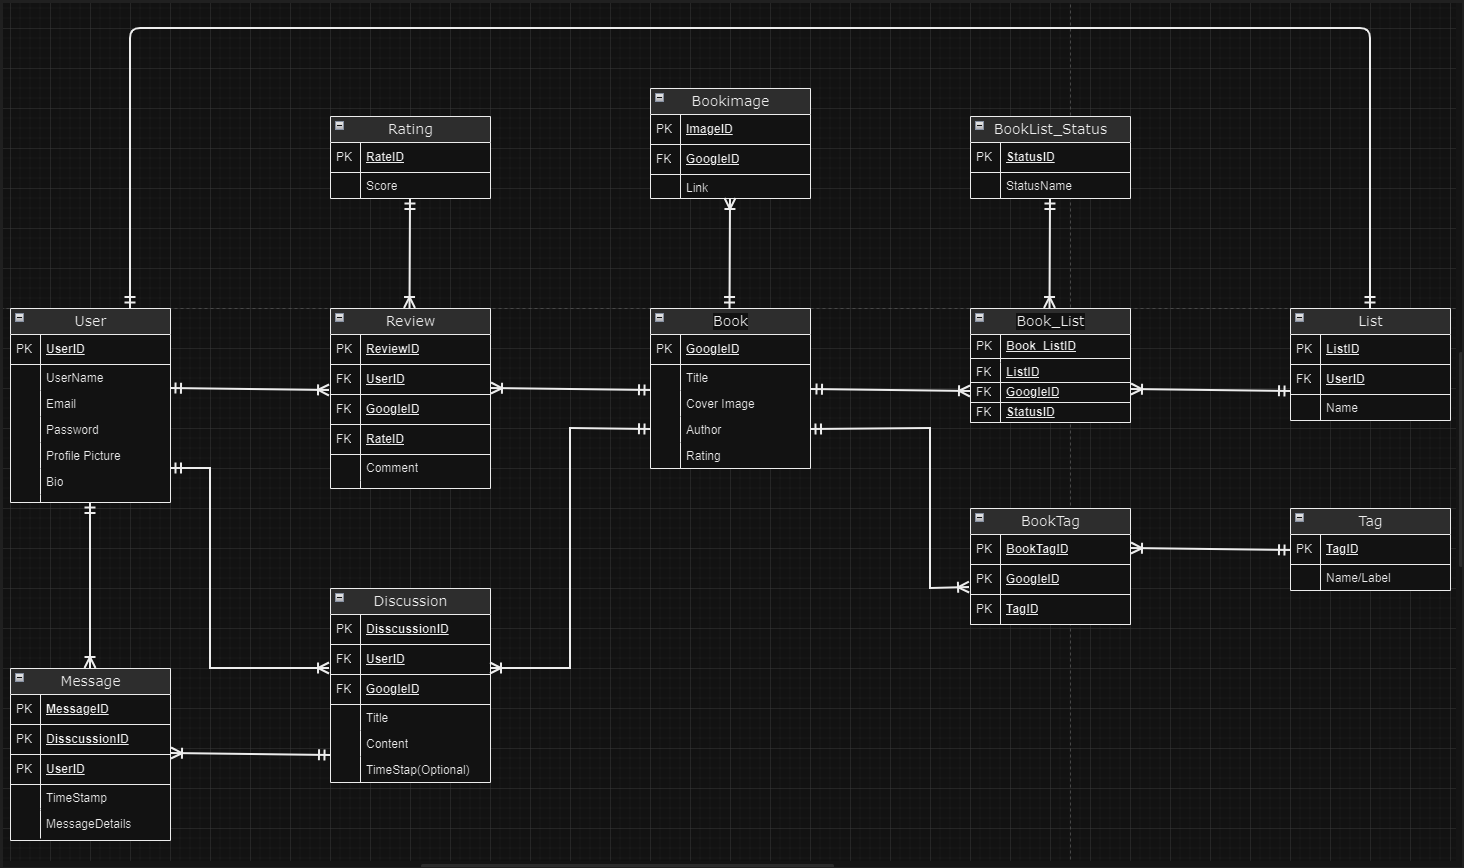 Bookimage
PK ImageID
FK GoogleID
Link
Rating
PK RateID
Score
BookList_Status
PK StatusID
StatusName
User
PK UserID
UserName
Email
Password
Profile Picture
Bio
Review
PK ReviewID
FK UserID
FK GoogleID
FK RateID
Comment
Book
PK GoogleID
Title
Cover Image
Author
Rating
Book_List
PK Book_ListID
FK ListID
FK GoogleID
FK StatusID
List
PK ListID
FK UserID
Name
BookTag
PK BookTagID
PK GoogleID
PK TagID
Tag
PK TagID
Name/Label
Discussion
PK DisscussionID
FK UserID
FK GoogleID
Title
Content
TimeStap(Optional)
Message
PK MessageID
PK DisscussionID
PK UserID
TimeStamp
MessageDetails